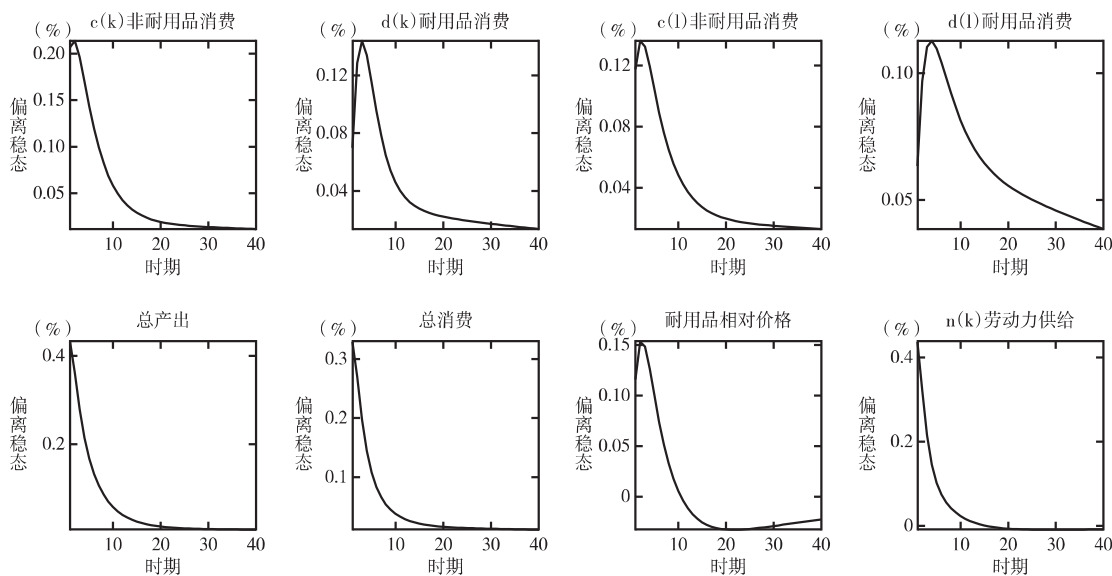 c(k)非耐用品消费
(%)
0.20
0.15
0.10
0.05
偏离稳态
10 20 30 40
时期
d(k)耐用品消费
(%)
0.12
0.08
0.04
偏离稳态
10 20 30 40
时期
c(l)非耐用品消费
(%)
0.12
0.08
0.04
偏离稳态
10 20 30 40
时期
d(l)耐用品消费
(%)
0.10
0.05
偏离稳态
10 20 30 40
时期
总产出
(%)
0.4
0.2
偏离稳态
10 20 30 40
时期
总消费
(%)
0.3
0.2
0.1
偏离稳态
10 20 30 40
时期
耐用品相对价格
(%)
0.15
0.10
0.05
0
偏离稳态
10 20 30 40
时期
n(k)劳动力供给
(%)
0.4
0.2
0
偏离稳态
10 20 30 40
时期